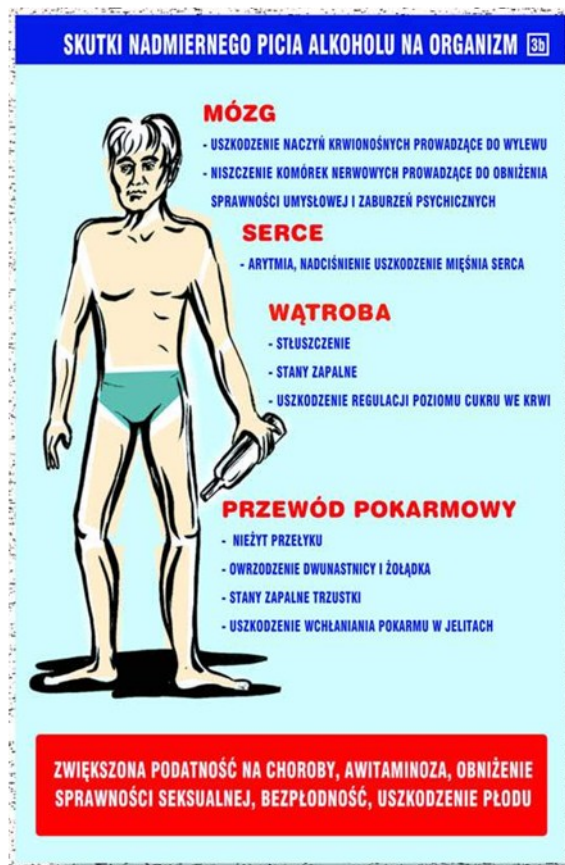 SKUTKI NADMIERNEGO PICIA ALKOHOLU NA ORGANIZM 3b
MÓZG
- USZKODZENIE NACZYŃ KRWIONOŚNYCH PROWADZĄCE DO WYLEWU
- NISZCZENIE KOMÓREK NERWOWYCH PROWADZĄCE DO OBNIŻENIA
SPRAWNOŚCI UMYSŁOWEJ I ZABURZEŃ PSYCHICZNYCH
SERCE
- ARYTMIA, NADCIŚNIENIE USZKODZENIE MIĘŚNIA SERCA
WĄTROBA
- STŁUSZCZENIE
- STANY ZAPALNE
- USZKODZENIE REGULACJI POZIOMU CUKRU WE KRWI
PRZEWÓD POKARMOWY
- NIEŻYT PRZEŁYKU
- OWRZODZENIE DWUNASTNICY I ŻOŁĄDKA
- STANY ZAPALNE TRZUSTKI
- USZKODZENIE WCHŁANIANIA POKARMU W JELITACH
ZWIĘKSZONA PODATNOŚĆ NA CHOROBY, AWITAMINOZA, OBNIŻENIE
SPRAWNOŚCI SEKSUALNEJ, BEZPŁODNOŚĆ, USZKODZENIE PŁODU